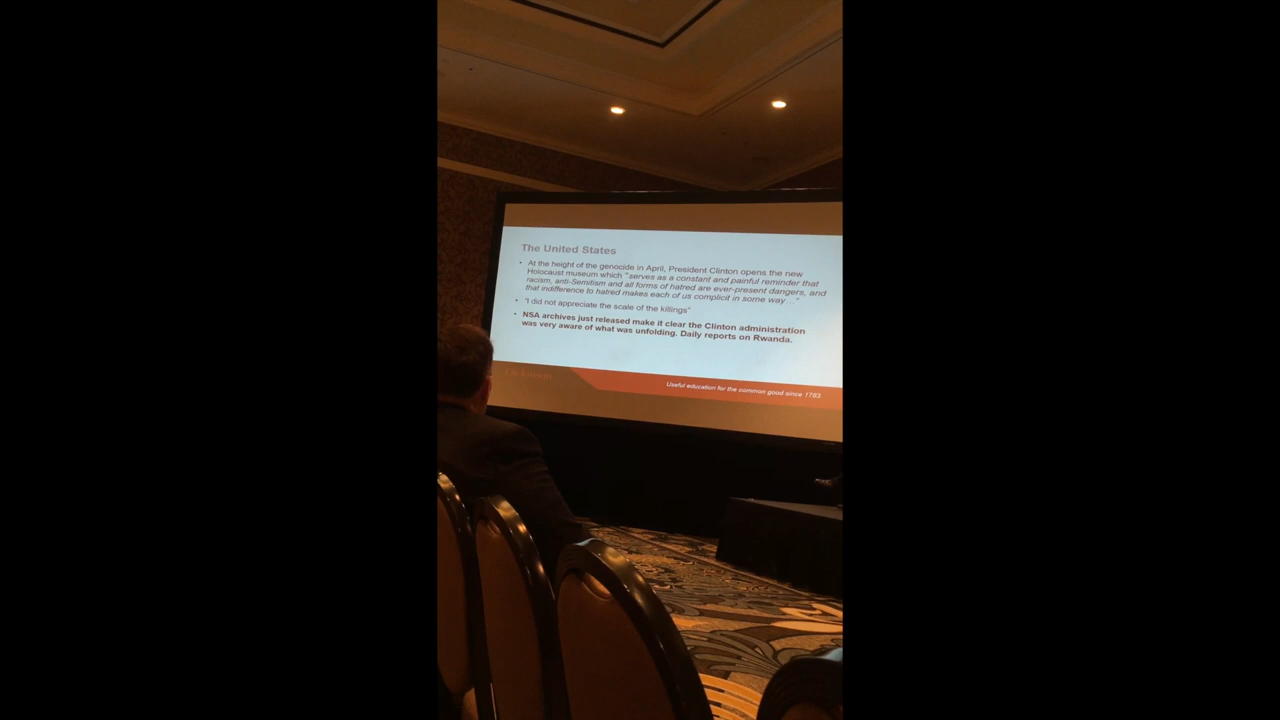 The United States
• At the height of the genocide in April, President Clinton opens the new
Holocaust museum which "serves as a constant and painful reminder that
racism, anti-Semitism and all forms of hatred are ever-present dangers, and
that indifference to hatred makes each of us complicit in some way…"
• "I did not appreciate the scale of the killings"
• NSA archives just released make it clear the Clinton administration
was very aware of what was unfolding. Daily reports on Rwanda.
Dickinson
Useful education for the common good since 1783